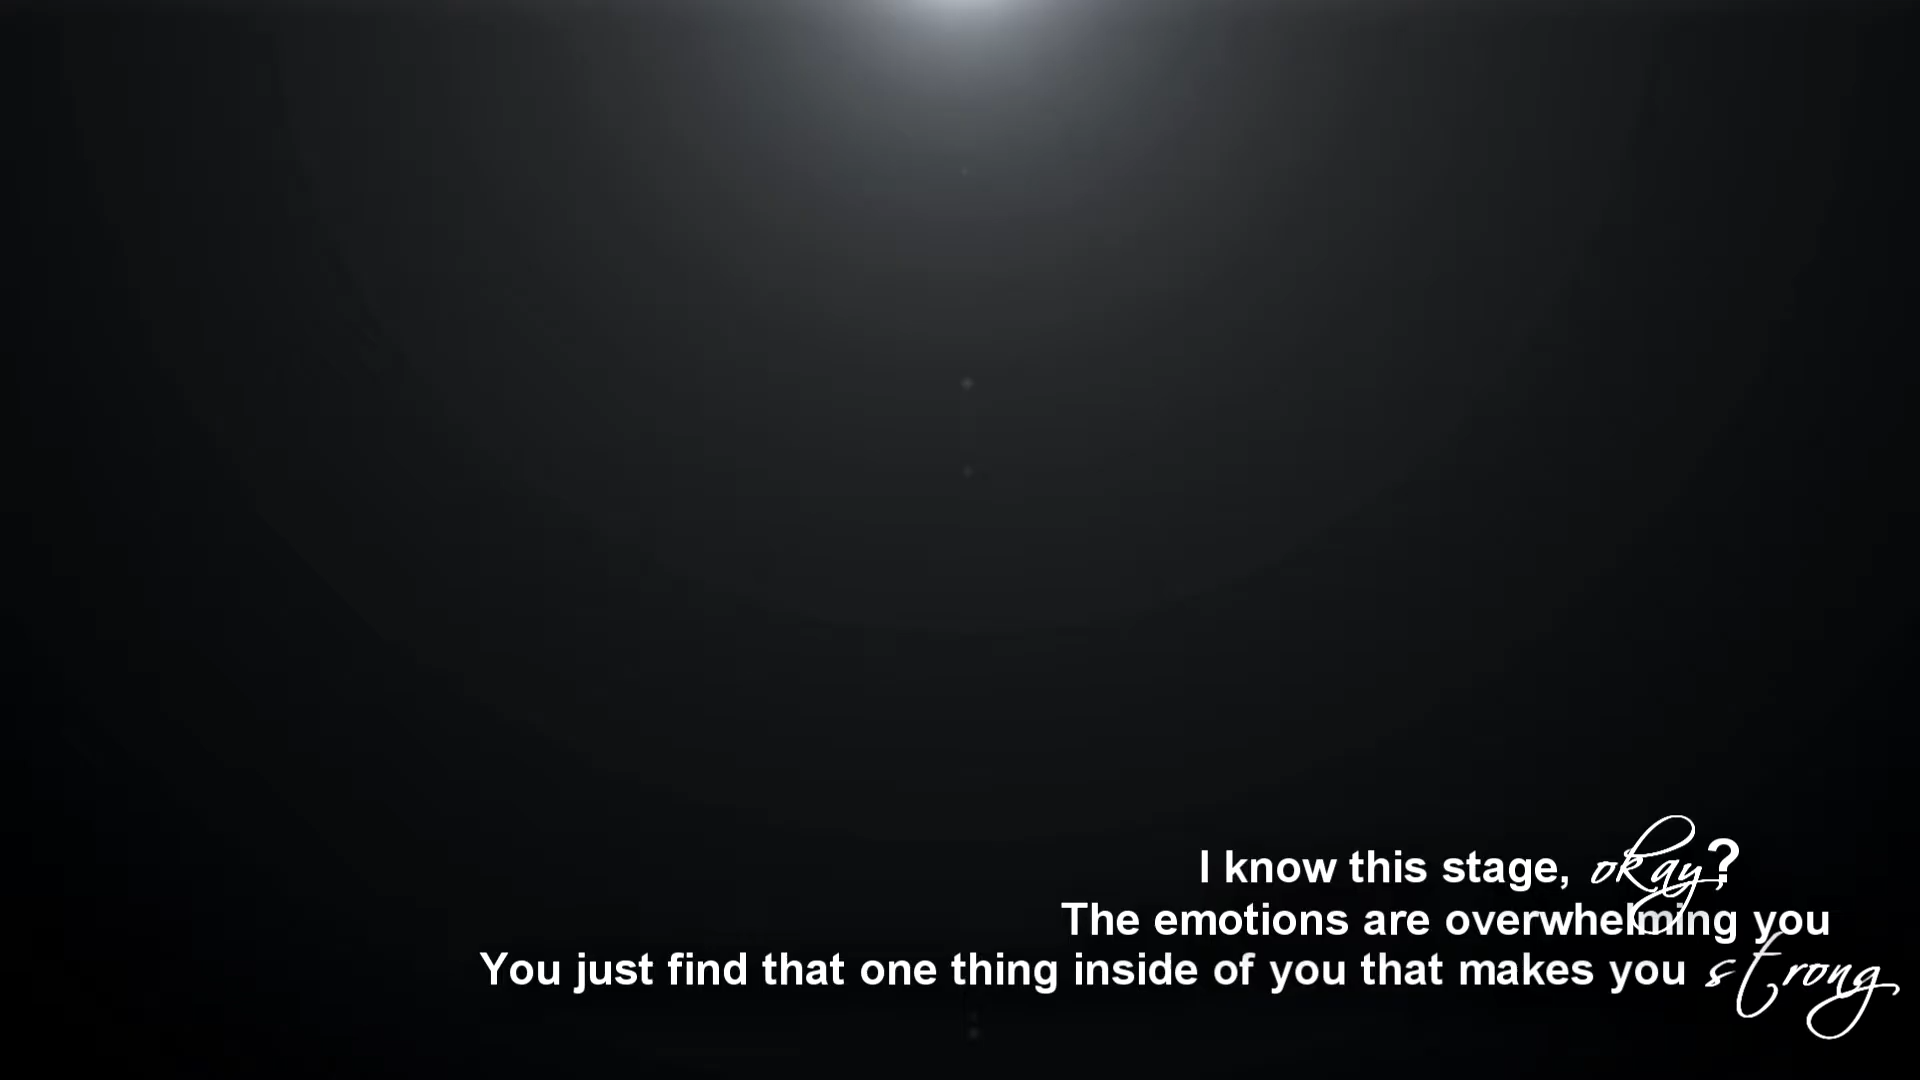 I know this stage, okay?
The emotions are overwhelming you
You just find that one thing inside of you that makes you strong